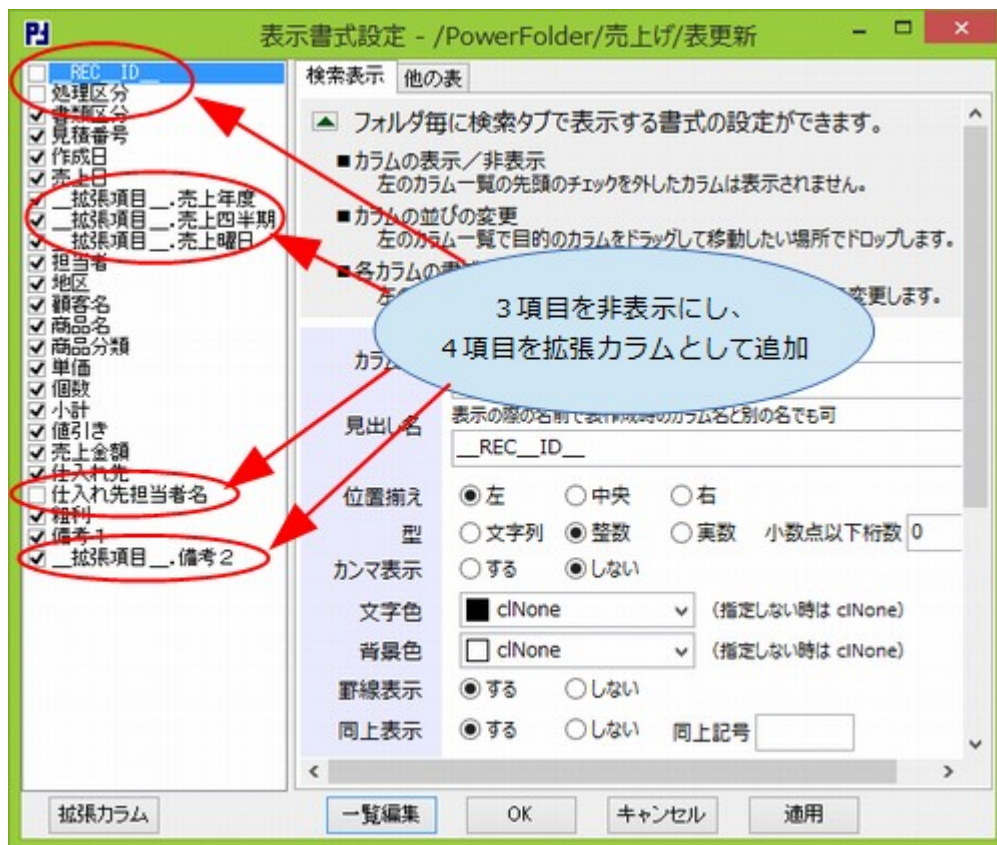 表示書式設定 - /PowerFolder/売上げ/表更新
__REC__ID__
処理区分
書類区分
見積番号
作成日
売上日
__拡張項目__.売上年度
__拡張項目__.売上四半期
__拡張項目__.売上曜日
担当者
地区
顧客名
商品名
商品分類
単価
個数
小計
値引き
売上金額
仕入れ先
仕入れ先担当者名
粗利
備考1
__拡張項目__.備考2
拡張カラム
検索表示 他の表
フォルダ毎に検索タブで表示する書式の設定ができます。
■カラムの表示/非表示
左のカラム一覧の先頭のチェックを外したカラムは表示されません。
■カラムの並びの変更
左のカラム一覧で目的のカラムをドラッグして移動したい場所でドロップします。
■各カラムの
変更します。
3項目を非表示にし、
4項目を拡張カラムとして追加
カラム
見出し名 表示の際の名前で表作成時のカラム名と別の名でも可
__REC__ID__
位置揃え 左 中央 右
型 文字列 整数 実数 小数点以下桁数 0
カンマ表示 する しない
文字色 clNone (指定しない時は clNone)
背景色 clNone (指定しない時は clNone)
罫線表示 する しない
同上表示 する しない 同上記号
一覧編集 OK キャンセル 適用